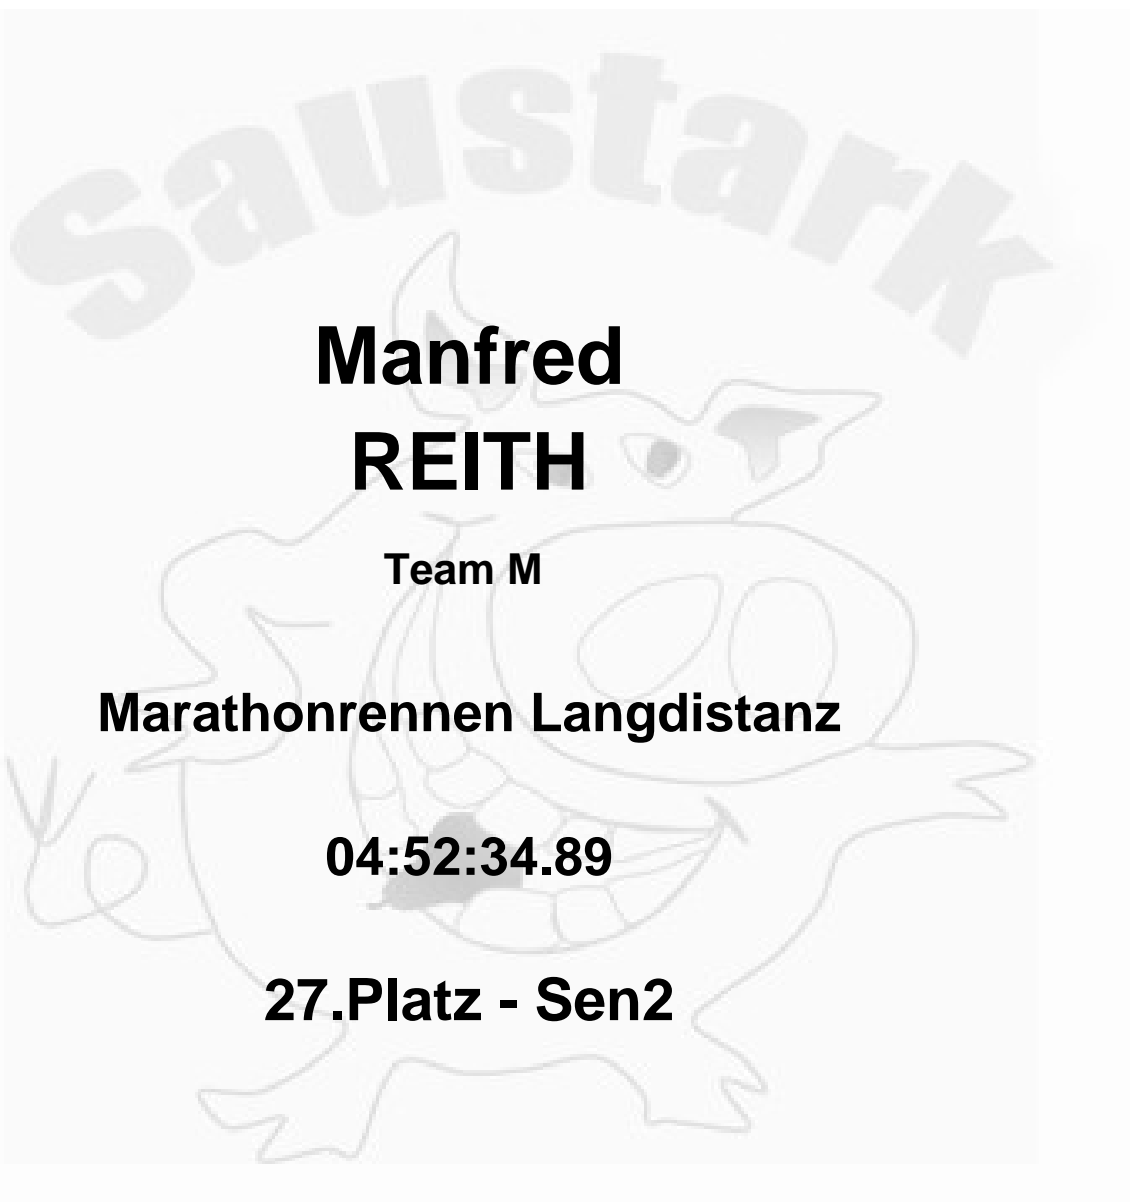 Saustark
Manfred
REITH
Team M
Marathonrennen Langdistanz
04:52:34.89
27.Platz - Sen2